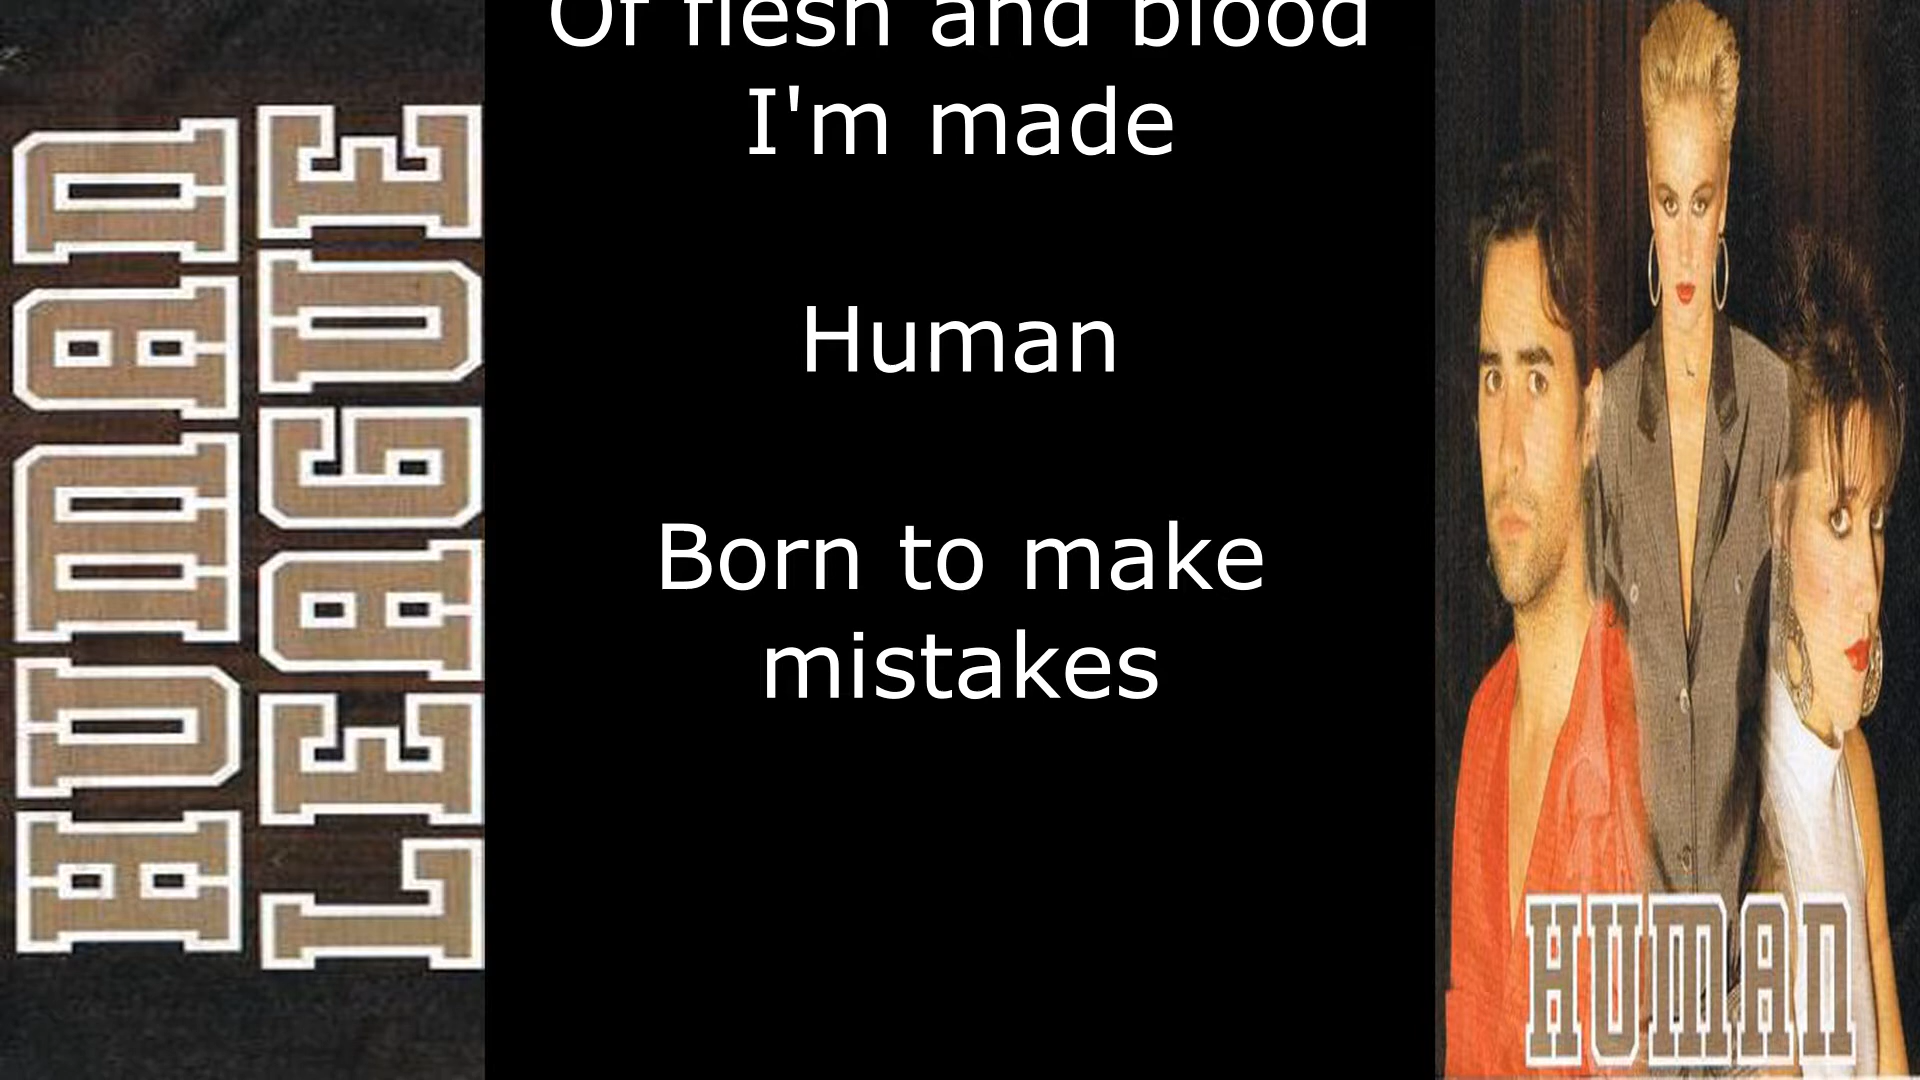 HUMAN
LEAGUE
Of flesh and blood
I'm made
Human
Born to make
mistakes
HUMAN